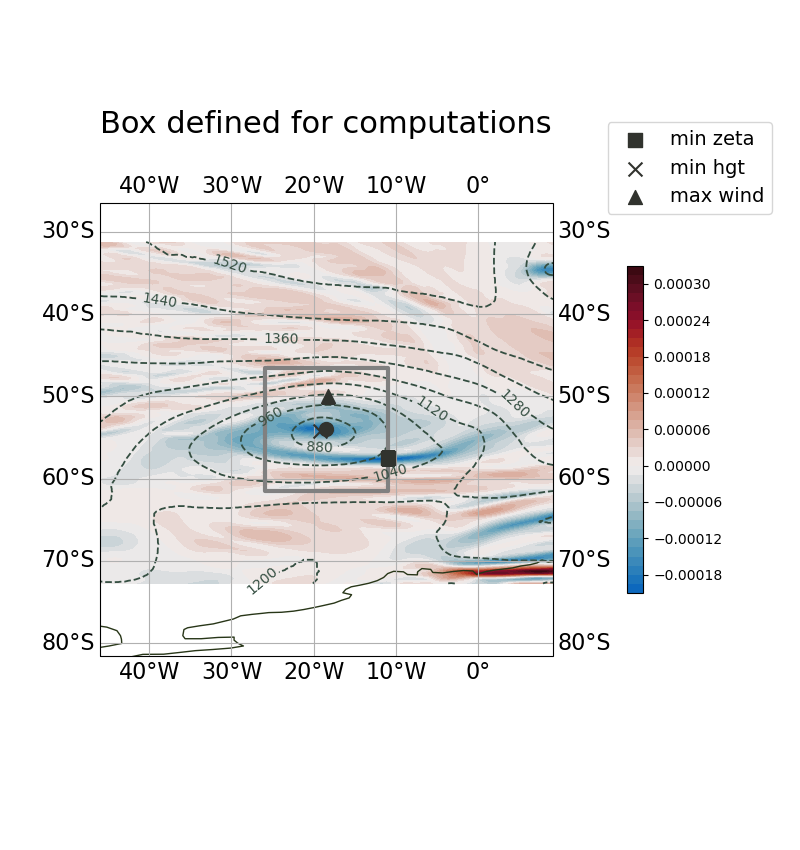 Box defined for computations
min zeta
min hgt
max wind
40°W 30°W 20°W 10°W 0°
30°S 30°S
40°S 40°S
50°S 50°S
60°S 60°S
70°S 70°S
80°S 80°S
40°W 30°W 20°W 10°W 0°
1520
1440
1360
1280
1120
960
880
1040
1200
0.00030
0.00024
0.00018
0.00012
0.00006
0.00000
−0.00006
−0.00012
−0.00018